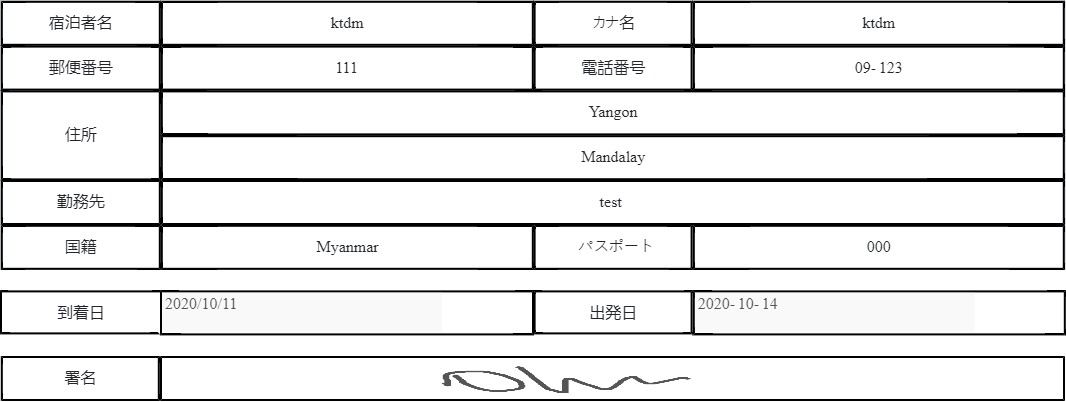 宿泊者名 ktdm カナ名 ktdm
郵便番号 111 電話番号 09-123
住所 Yangon
Mandalay
勤務先 test
国籍 Myanmar パスポート 000
到着日 2020/10/11 出発日 2020-10-14
署名